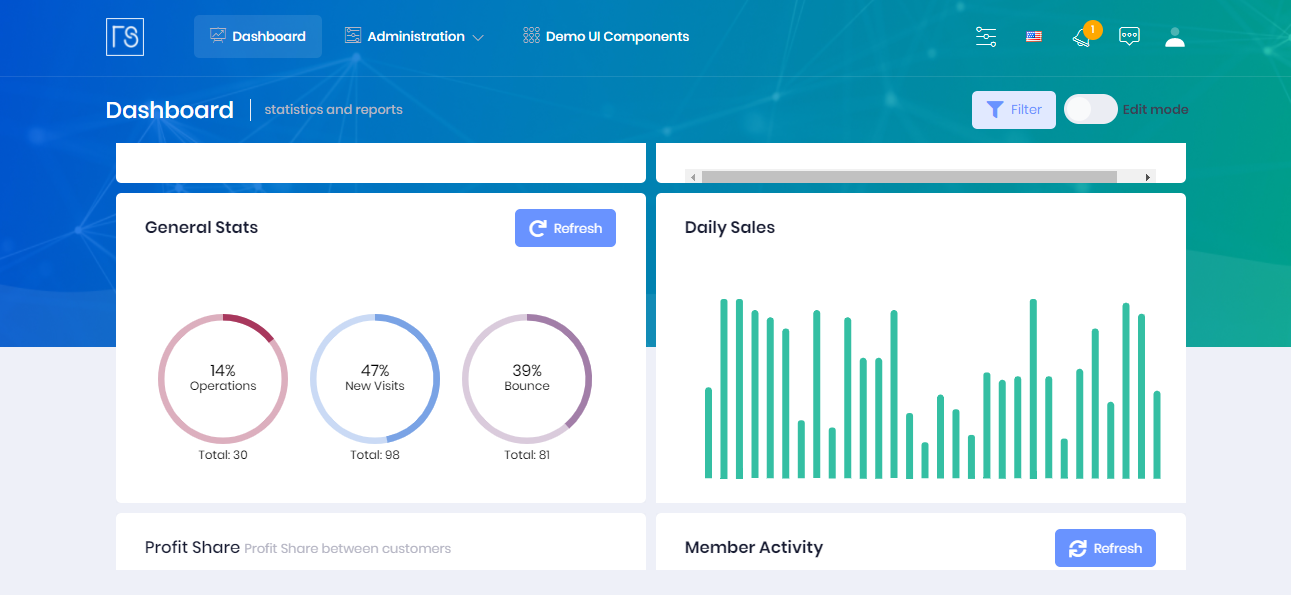 Dashboard
Administration
Demo UI Components
1
Dashboard
statistics and reports
Filter
Edit mode
General Stats
Refresh
14%
Operations
Total: 30
47%
New Visits
Total: 98
39%
Bounce
Total: 81
Daily Sales
Profit Share Profit Share between customers
Member Activity
Refresh